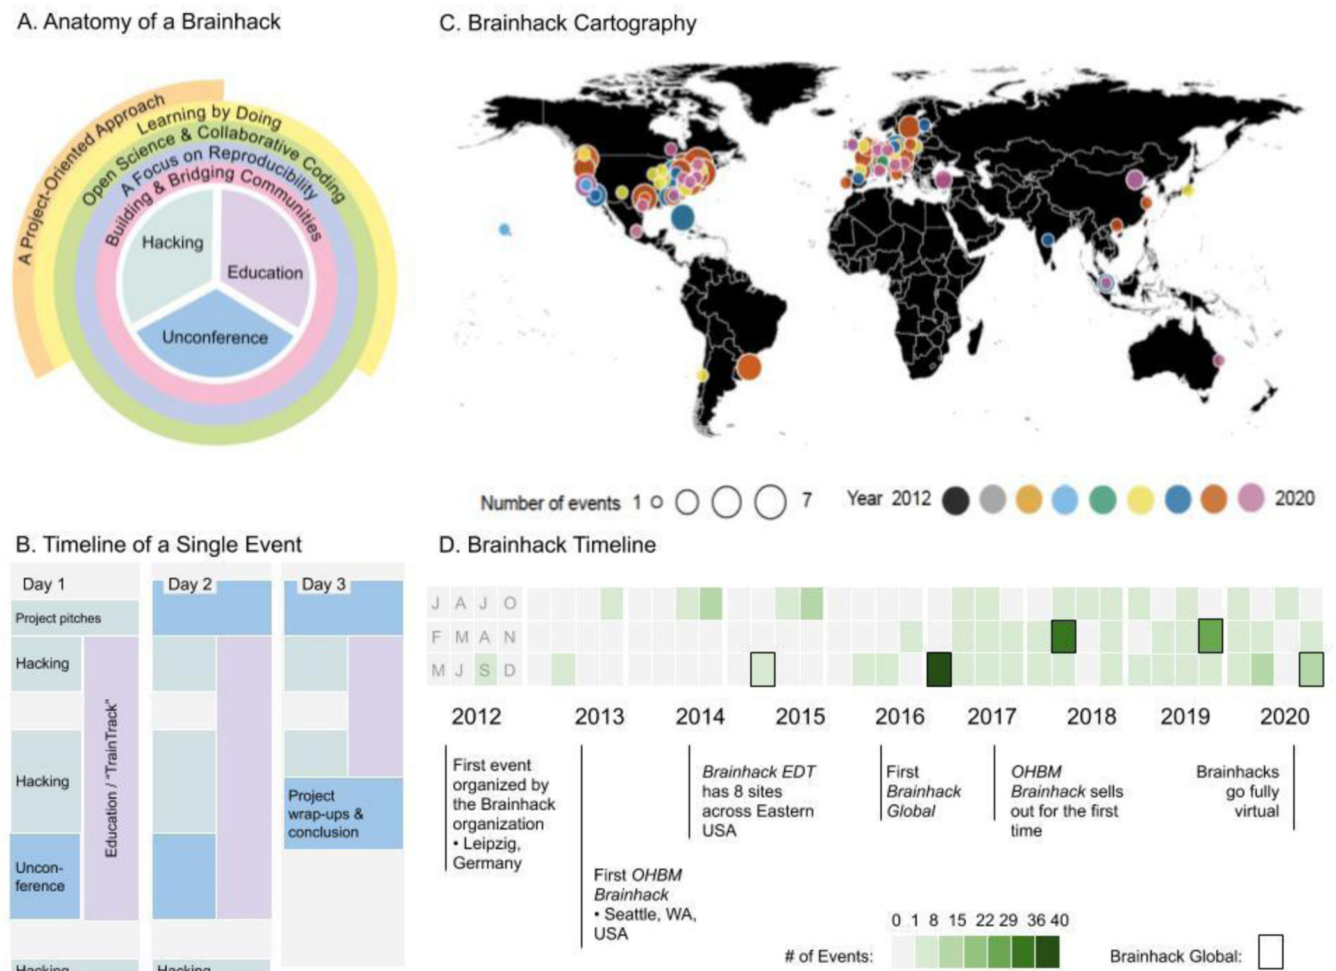 A. Anatomy of a Brainhack
A Project-Oriented Approach
Learning by Doing
Open Science & Collaborative Coding
A Focus on Reproducibility
Building & Bridging Communities
Hacking
Education
Unconference
C. Brainhack Cartography
Number of events 1 7
Year 2012 2020
B. Timeline of a Single Event
Day 1
Project pitches
Hacking
Hacking
Uncon-
ference
Hacking
Education / "TrainTrack"
Day 2
Hacking
Day 3
Project
wrap-ups &
conclusion
D. Brainhack Timeline
J A J O
F M A N
M J S D
2012 2013 2014 2015 2016 2017 2018 2019 2020
First event
organized by
the Brainhack
organization
• Leipzig,
Germany
First OHBM
Brainhack
• Seattle, WA,
USA
Brainhack EDT
has 8 sites
across Eastern
USA
First
Brainhack
Global
OHBM
Brainhack sells
out for the first
time
Brainhacks
go fully
virtual
0 1 8 15 22 29 36 40
# of Events:
Brainhack Global: